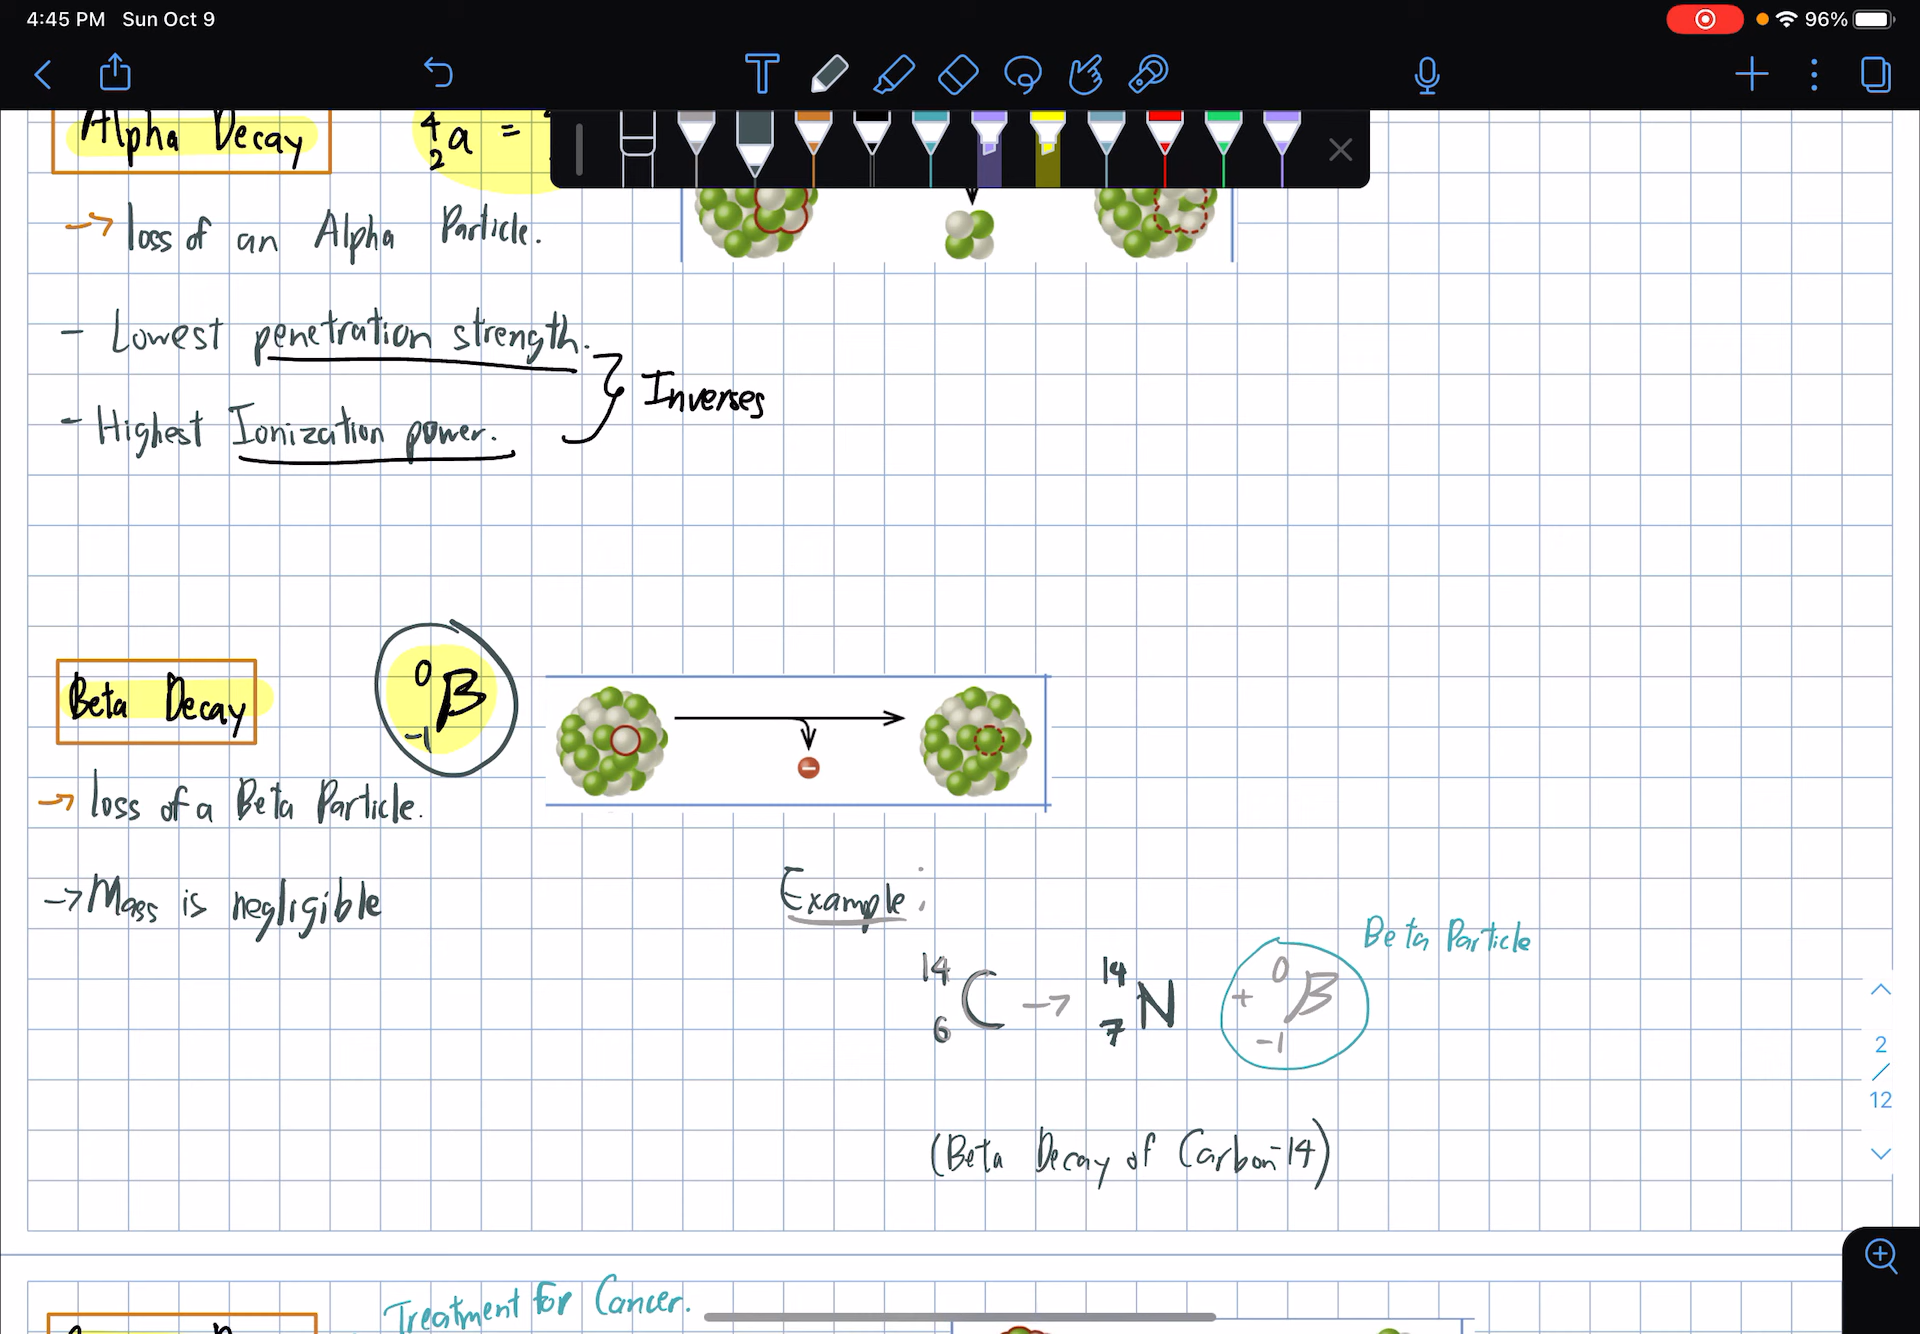 4:45 PM Sun Oct 9
96%
Alpha Decay
4
2 a =
→ loss of an Alpha Particle.
- Lowest penetration strength.
Inverses
- Highest Ionization power.
Beta Decay
0
-1 β
→ loss of a Beta Particle.
→ Mass is negligible
Example:
Beta Particle
14 14 0
C → N + β
6 7 -1
(Beta Decay of Carbon-14)
2
/
12
Treatment for Cancer.